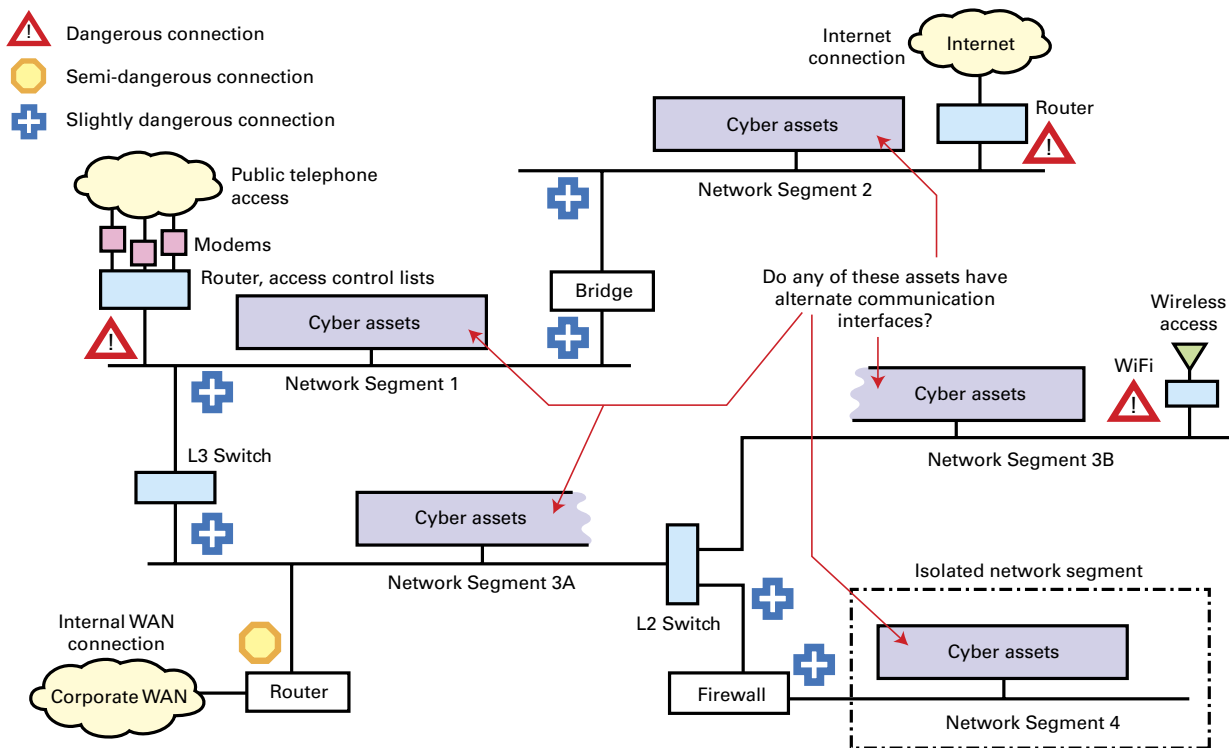 Dangerous connection
Semi-dangerous connection
Slightly dangerous connection
Internet
connection
Internet
Router
Cyber assets
Network Segment 2
Public telephone
access
Modems
Router, access control lists
Cyber assets
Network Segment 1
Bridge
Do any of these assets have
alternate communication
interfaces?
Wireless
access
WiFi
Cyber assets
Network Segment 3B
L3 Switch
Cyber assets
Network Segment 3A
L2 Switch
Isolated network segment
Cyber assets
Network Segment 4
Firewall
Internal WAN
connection
Corporate WAN
Router